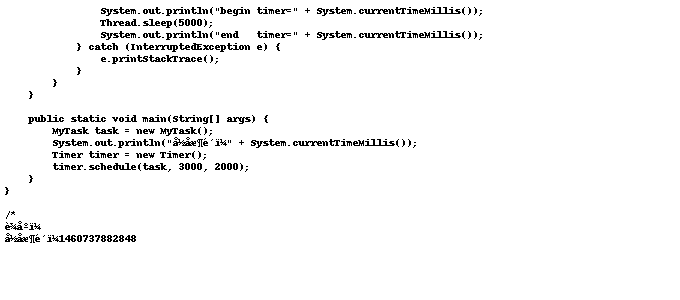 System.out.println("begin timer=" + System.currentTimeMillis());
Thread.sleep(5000);
System.out.println("end   timer=" + System.currentTimeMillis());
} catch (InterruptedException e) {
e.printStackTrace();
}
}
}
public static void main(String[] args) {
MyTask task = new MyTask();
System.out.println("å½åæ¶é´ï¼" + System.currentTimeMillis());
Timer timer = new Timer();
timer.schedule(task, 3000, 2000);
}
}
/*
è¾åºï¼
å½åæ¶é´ï¼1460737882848